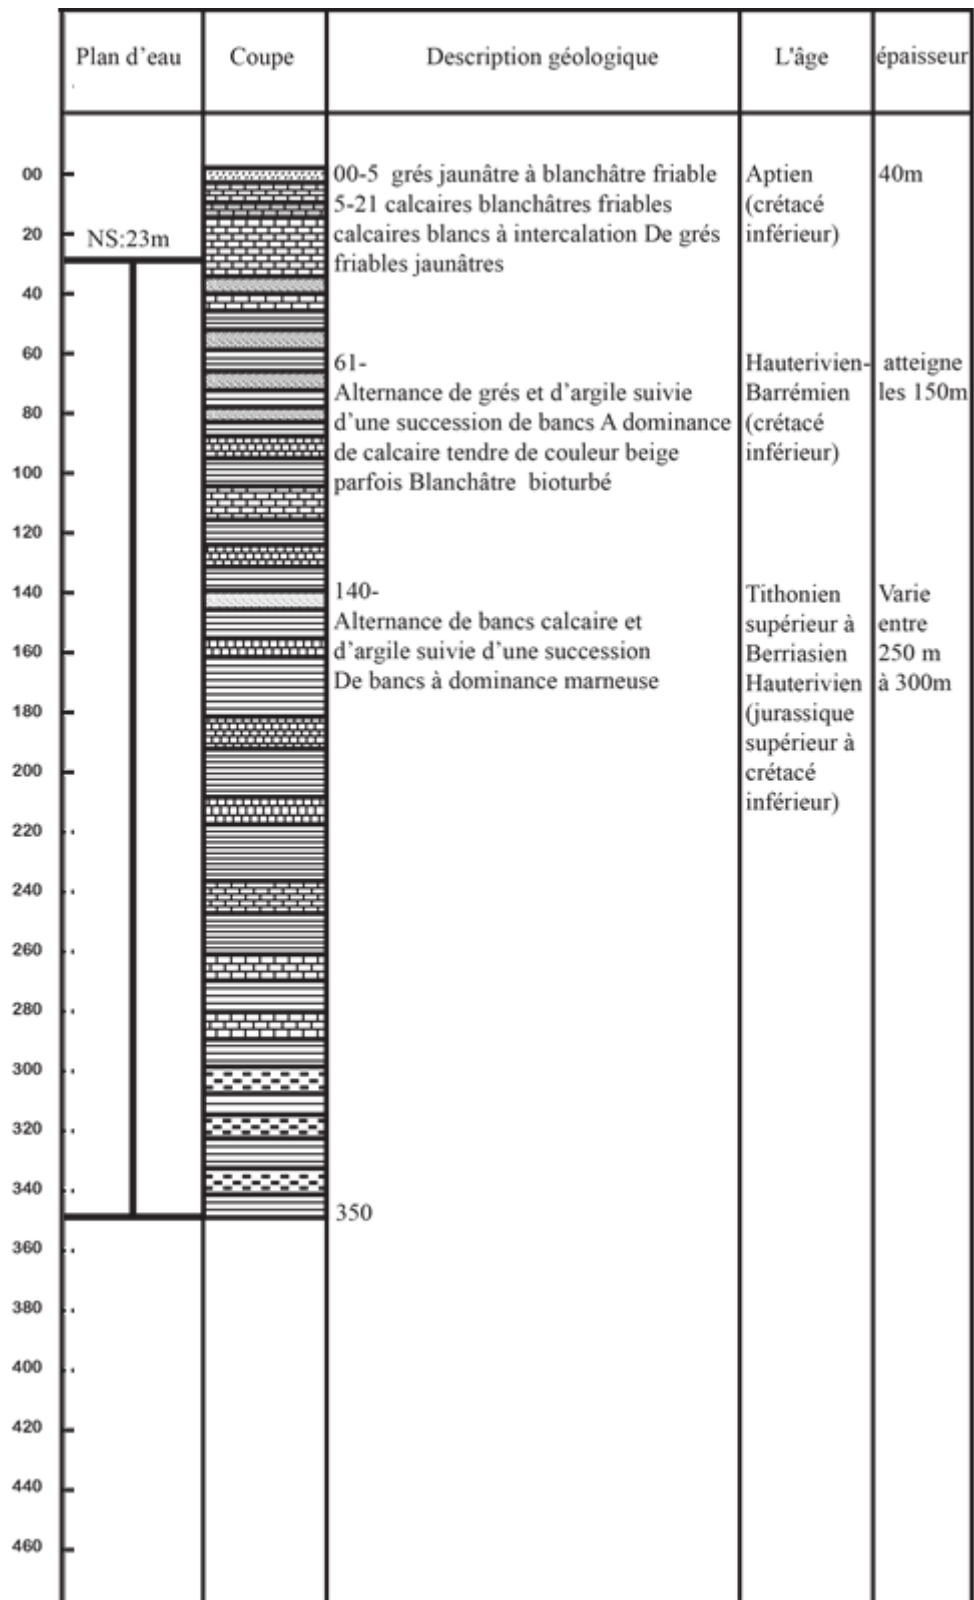 Plan d'eau
Coupe
Description géologique
L'âge
épaisseur
00
20
40
60
80
100
120
140
160
180
200
220
240
260
280
300
320
340
360
380
400
420
440
460
NS:23m
00-5 grés jaunâtre à blanchâtre friable
5-21 calcaires blanchâtres friables
calcaires blancs à intercalation De grés
friables jaunâtres
Aptien
(crétacé
inférieur)
40m
61-
Alternance de grés et d'argile suivie
d'une succession de bancs A dominance
de calcaire tendre de couleur beige
parfois Blanchâtre bioturbé
Hauterivien-
Barrémien
(crétacé
inférieur)
atteigne
les 150m
140-
Alternance de bancs calcaire et
d'argile suivie d'une succession
De bancs à dominance marneuse
Tithonien
supérieur à
Berriasien
Hauterivien
(jurassique
supérieur à
crétacé
inférieur)
Varie
entre
250 m
à 300m
350